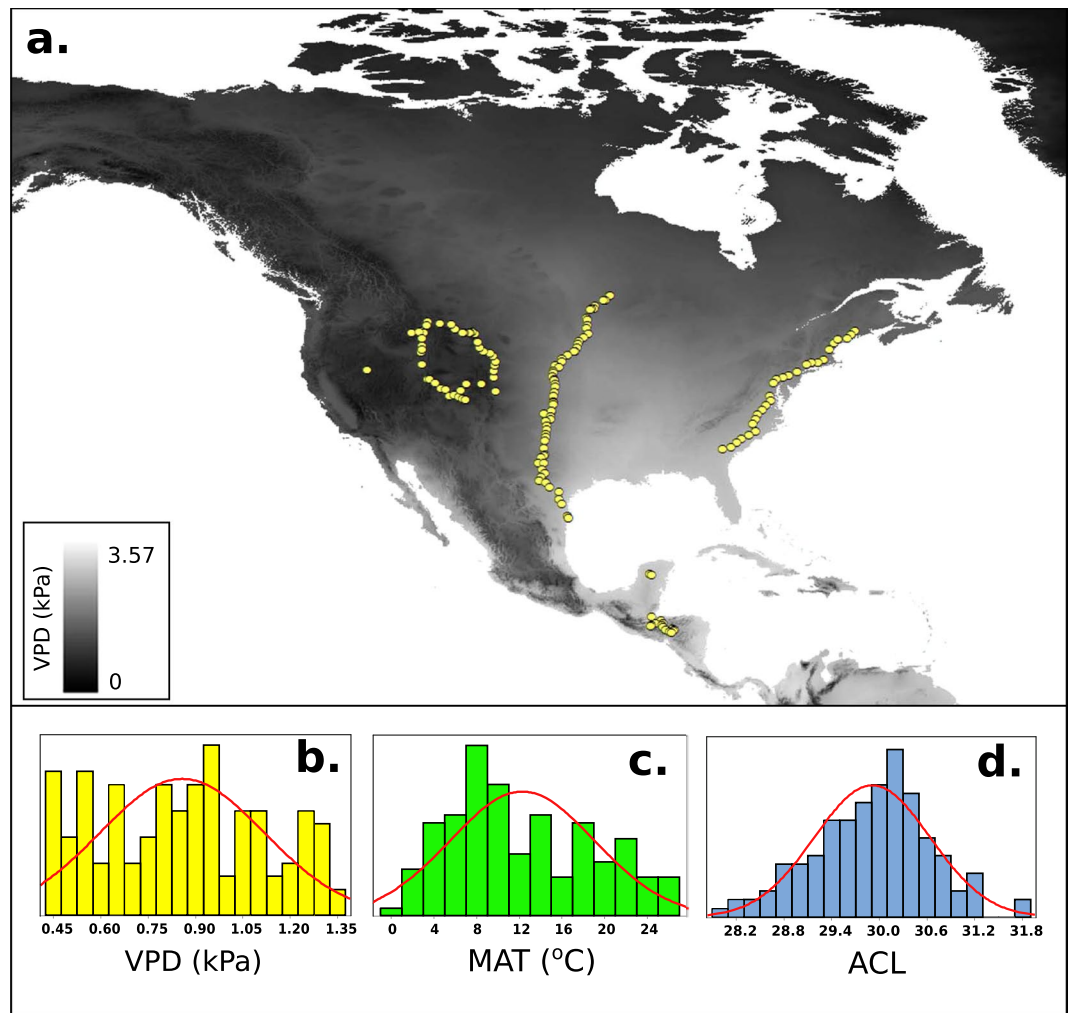 a.
3.57
VPD (kPa)
0
b.
c.
d.
0.45 0.60 0.75 0.90 1.05 1.20 1.35
0 4 8 12 16 20 24
28.2 28.8 29.4 30.0 30.6 31.2 31.8
VPD (kPa)
MAT (°C)
ACL